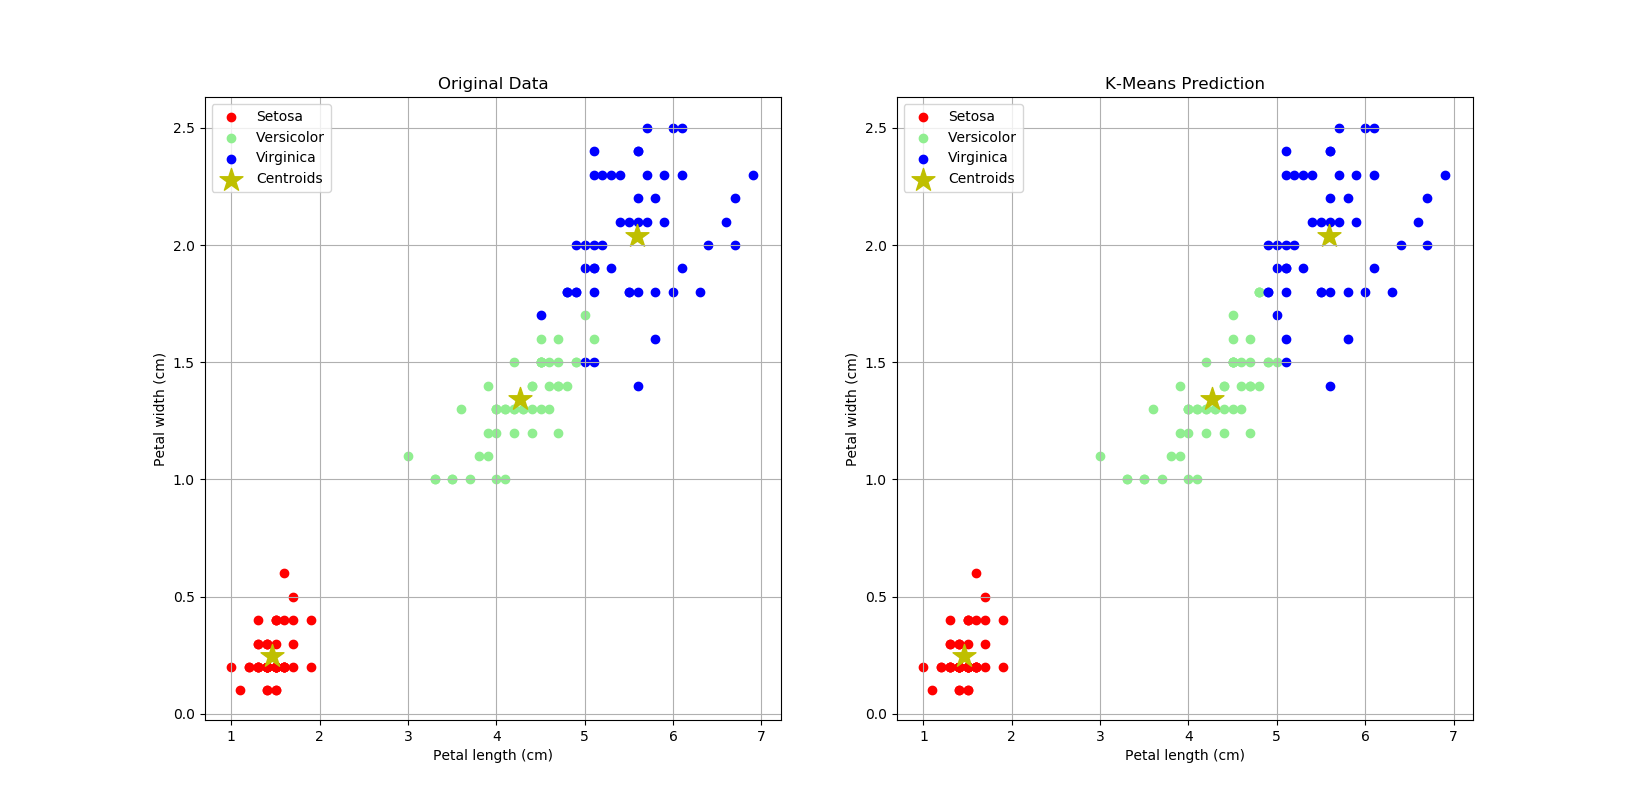 Original Data
Setosa
Versicolor
Virginica
Centroids
2.5
2.0
1.5
1.0
0.5
0.0
Petal width (cm)
1 2 3 4 5 6 7
Petal length (cm)
K-Means Prediction
Setosa
Versicolor
Virginica
Centroids
2.5
2.0
1.5
1.0
0.5
0.0
Petal width (cm)
1 2 3 4 5 6 7
Petal length (cm)